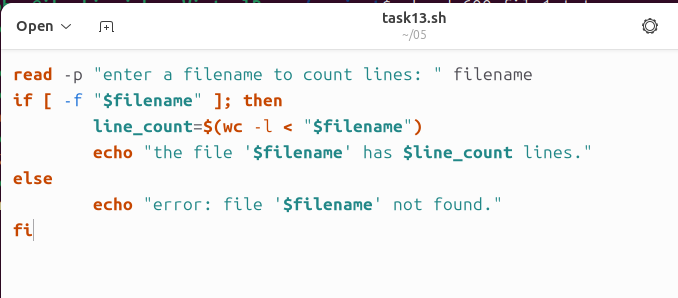 Open
task13.sh
~/05
read -p "enter a filename to count lines: " filename
if [ -f "$filename" ]; then
        line_count=$(wc -l < "$filename")
        echo "the file '$filename' has $line_count lines."
else
        echo "error: file '$filename' not found."
fi